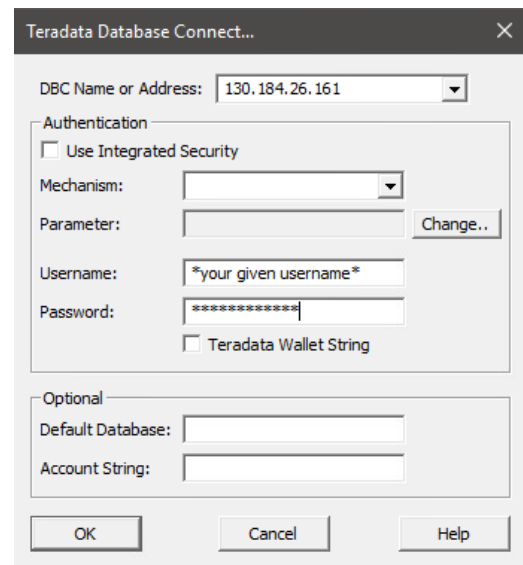 Teradata Database Connect...
DBC Name or Address: 130.184.26.161
Authentication
Use Integrated Security
Mechanism:
Parameter: Change..
Username: *your given username*
Password: ************
Teradata Wallet String
Optional
Default Database:
Account String:
OK Cancel Help